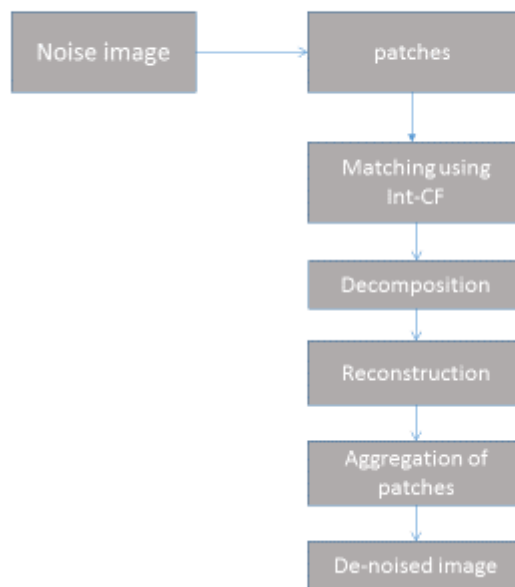 Noise image
patches
Matching using
Int-CF
Decomposition
Reconstruction
Aggregation of
patches
De-noised image